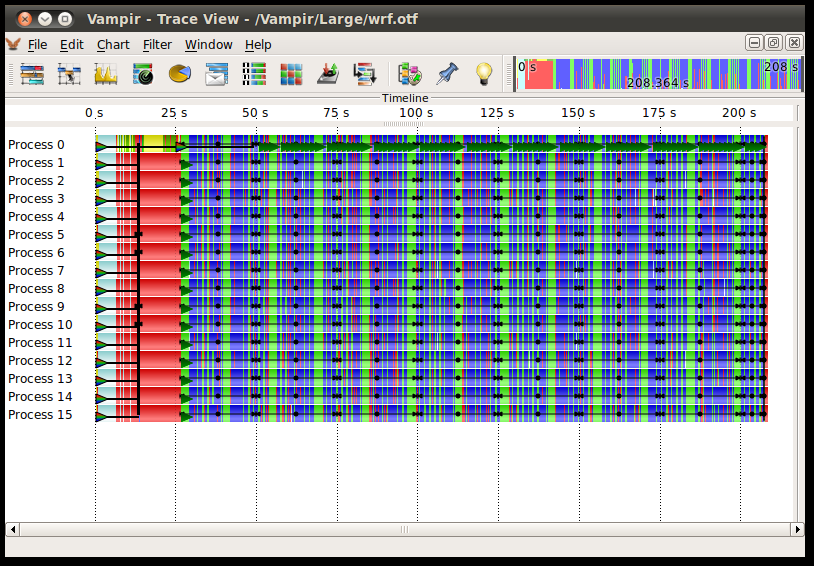 Vampir - Trace View - /Vampir/Large/wrf.otf
File Edit Chart Filter Window Help
0 s 208.364 s 208 s
Timeline
0 s 25 s 50 s 75 s 100 s 125 s 150 s 175 s 200 s
Process 0
Process 1
Process 2
Process 3
Process 4
Process 5
Process 6
Process 7
Process 8
Process 9
Process 10
Process 11
Process 12
Process 13
Process 14
Process 15